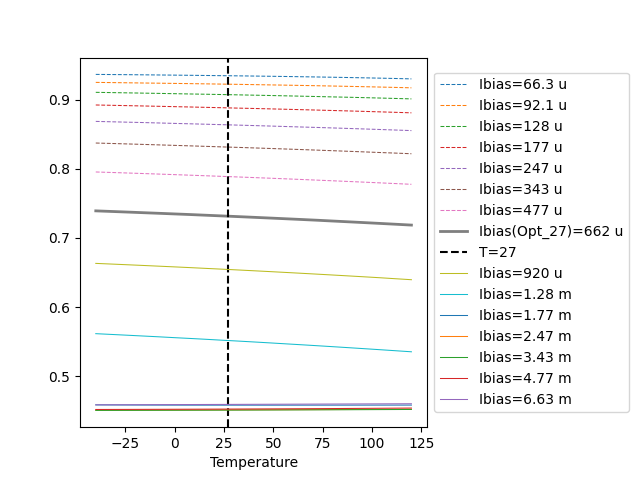 0.9
0.8
0.7
0.6
0.5
−25
0
25
50
75
100
125
Temperature
Ibias=66.3 u
Ibias=92.1 u
Ibias=128 u
Ibias=177 u
Ibias=247 u
Ibias=343 u
Ibias=477 u
Ibias(Opt_27)=662 u
T=27
Ibias=920 u
Ibias=1.28 m
Ibias=1.77 m
Ibias=2.47 m
Ibias=3.43 m
Ibias=4.77 m
Ibias=6.63 m